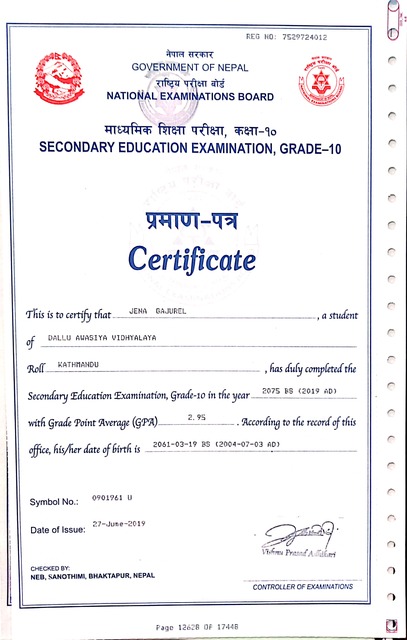 REG NO: 7529724012
नेपाल सरकार
GOVERNMENT OF NEPAL
राष्ट्रिय परीक्षा बोर्ड
NATIONAL EXAMINATIONS BOARD
माध्यमिक शिक्षा परीक्षा, कक्षा-१०
SECONDARY EDUCATION EXAMINATION, GRADE–10
प्रमाण-पत्र
Certificate
This is to certify that JENA GAJUREL , a student
of DALLU AWASIYA VIDHYALAYA
Roll KATHMANDU , has duly completed the
Secondary Education Examination, Grade-10 in the year 2075 BS (2019 AD)
with Grade Point Average (GPA) 2.95 . According to the record of this
office, his/her date of birth is 2061-03-19 BS (2004-07-03 AD)
Symbol No.: 0901961 U
Date of Issue: 27-June-2019
Vishnu Prasad Adhikari
CHECKED BY:
NEB, SANOTHIMI, BHAKTAPUR, NEPAL
CONTROLLER OF EXAMINATIONS
Page 12628 OF 17448